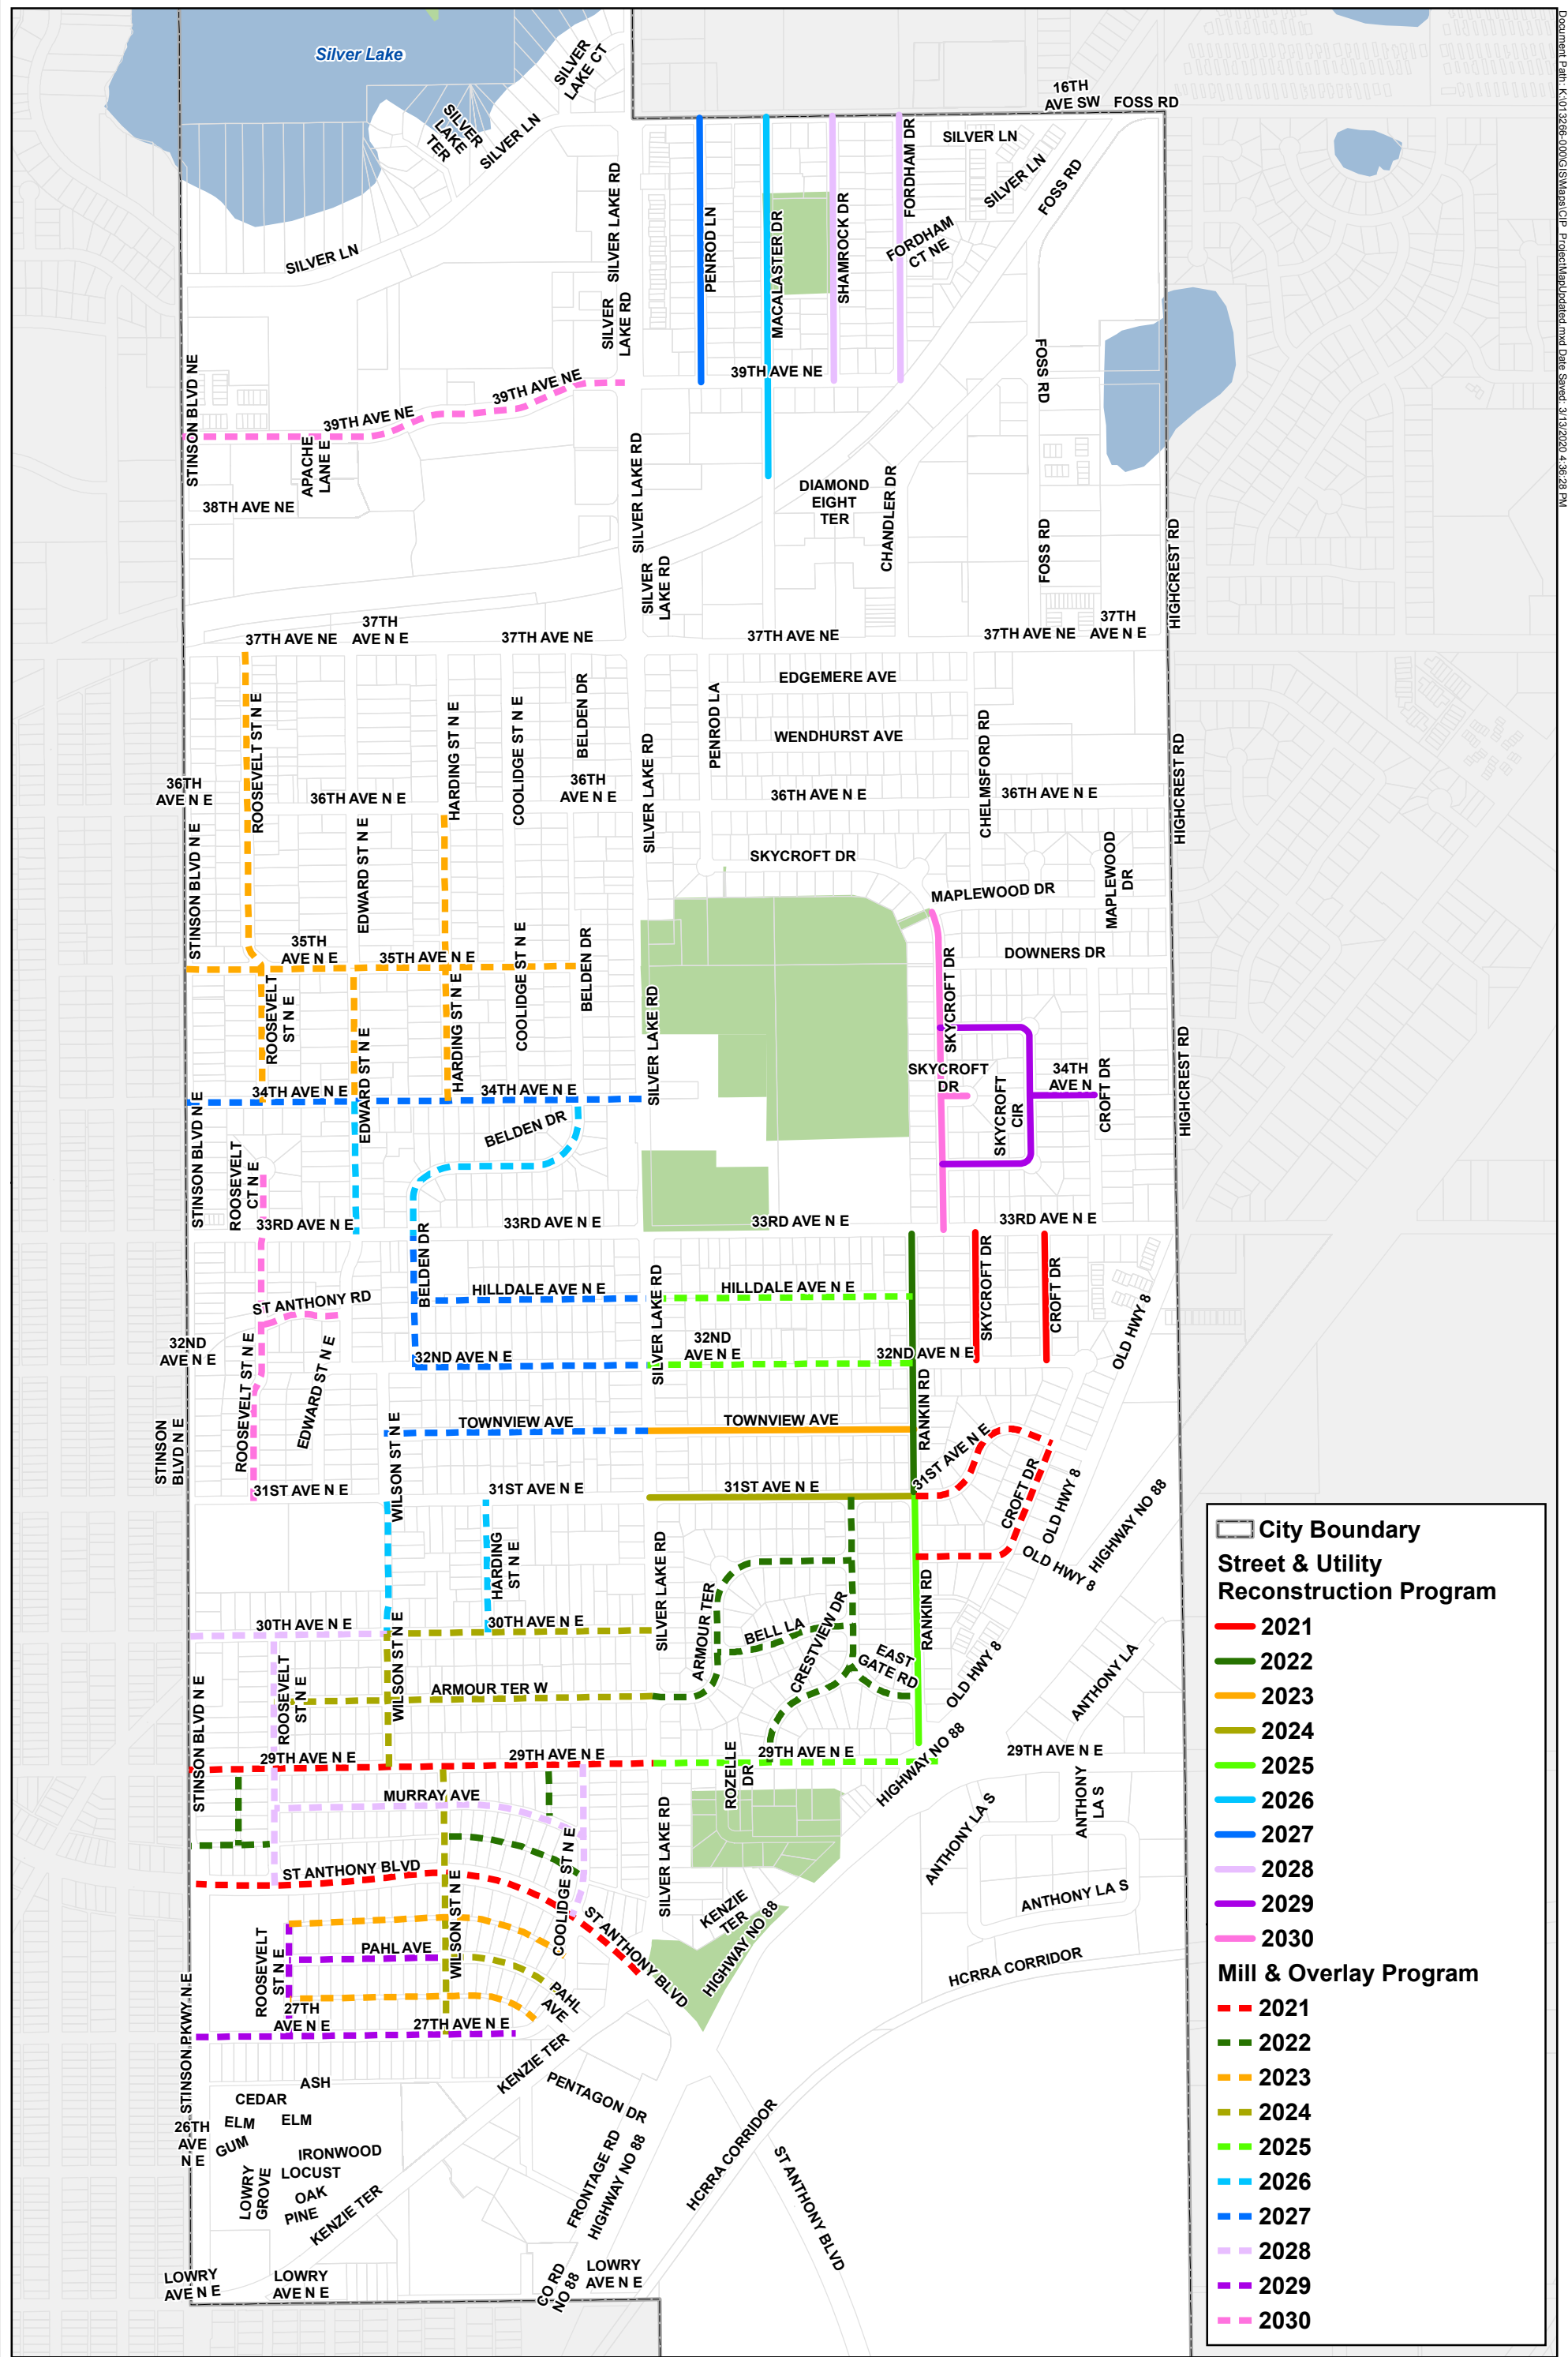 Document Path: K:\013266-000\GIS\Maps\CIP_ProjectMapUpdated.mxd Date Saved: 3/13/2020 4:36:28 PM
Silver Lake
SILVER
LAKE CT
SILVER
LAKE
TER
SILVER LN
16TH
AVE SW
FOSS RD
SILVER LN
SILVER LN
FOSS RD
SILVER LN
SILVER LAKE RD
PENROD LN
MACALASTER DR
SHAMROCK DR
FORDHAM DR
FORDHAM
CT NE
SILVER
LAKE RD
39TH AVE NE
39TH AVE NE
39TH AVE NE
FOSS RD
STINSON BLVD NE
APACHE
LANE E
38TH AVE NE
SILVER LAKE RD
DIAMOND
EIGHT
TER
CHANDLER DR
FOSS RD
HIGHCREST RD
SILVER
LAKE RD
37TH AVE NE
37TH
AVE N E
37TH AVE NE
37TH AVE NE
37TH AVE NE
37TH
AVE N E
ROOSEVELT ST N E
HARDING ST N E
COOLIDGE ST N E
BELDEN DR
SILVER LAKE RD
PENROD LA
EDGEMERE AVE
WENDHURST AVE
CHELMSFORD RD
HIGHCREST RD
36TH
AVE N E
36TH AVE N E
36TH
AVE N E
36TH AVE N E
36TH AVE N E
STINSON BLVD N E
EDWARD ST N E
SKYCROFT DR
MAPLEWOOD DR
MAPLEWOOD
DR
35TH
AVE N E
35TH AVE N E
COOLIDGE ST N E
BELDEN DR
DOWNERS DR
ROOSEVELT
ST N E
HARDING ST N E
EDWARD ST N E
SILVER LAKE RD
SKYCROFT DR
HIGHCREST RD
34TH AVE N E
34TH AVE N E
SKYCROFT
DR
SKYCROFT
CIR
34TH
AVE N
CROFT DR
STINSON BLVD N E
BELDEN DR
ROOSEVELT
CT N E
33RD AVE N E
33RD AVE N E
33RD AVE N E
33RD AVE N E
BELDEN DR
HILLDALE AVE N E
HILLDALE AVE N E
SKYCROFT DR
CROFT DR
OLD HWY 8
ST ANTHONY RD
SILVER LAKE RD
32ND
AVE N E
32ND AVE N E
32ND
AVE N E
32ND AVE N E
ROOSEVELT ST N E
EDWARD ST N E
RANKIN RD
STINSON
BLVD N E
WILSON ST N E
TOWNVIEW AVE
TOWNVIEW AVE
31ST AVE N E
31ST AVE N E
31ST AVE N E
31ST AVE N E
CROFT DR
OLD HWY 8
HIGHWAY NO 88
OLD HWY 8
HARDING
ST N E
SILVER LAKE RD
ARMOUR TER
BELL LA
CRESTVIEW DR
RANKIN RD
EAST
GATE RD
30TH AVE N E
30TH AVE N E
WILSON ST N E
ROOSEVELT
ST N E
STINSON BLVD N E
ARMOUR TER W
OLD HWY 8
ANTHONY LA
29TH AVE N E
29TH AVE N E
ROZELLE
DR
29TH AVE N E
HIGHWAY NO 88
29TH AVE N E
MURRAY AVE
ANTHONY LA S
ANTHONY
LA S
ST ANTHONY BLVD
COOLIDGE ST N E
SILVER LAKE RD
KENZIE
TER
HIGHWAY NO 88
ANTHONY LA S
ROOSEVELT
ST N E
PAHL AVE
WILSON ST N E
ST ANTHONY BLVD
PAHL
AVE
HCRRA CORRIDOR
STINSON PKWY N E
27TH
AVE N E
27TH AVE N E
KENZIE TER
PENTAGON DR
ASH
CEDAR
ELM
ELM
26TH
AVE
N E
GUM
IRONWOOD
LOCUST
LOWRY
GROVE
OAK
PINE
KENZIE TER
FRONTAGE RD
HIGHWAY NO 88
HCRRA CORRIDOR
ST ANTHONY BLVD
LOWRY
AVE N E
LOWRY
AVE N E
CO RD
NO 88
LOWRY
AVE N E
City Boundary
Street & Utility
Reconstruction Program
2021
2022
2023
2024
2025
2026
2027
2028
2029
2030
Mill & Overlay Program
2021
2022
2023
2024
2025
2026
2027
2028
2029
2030